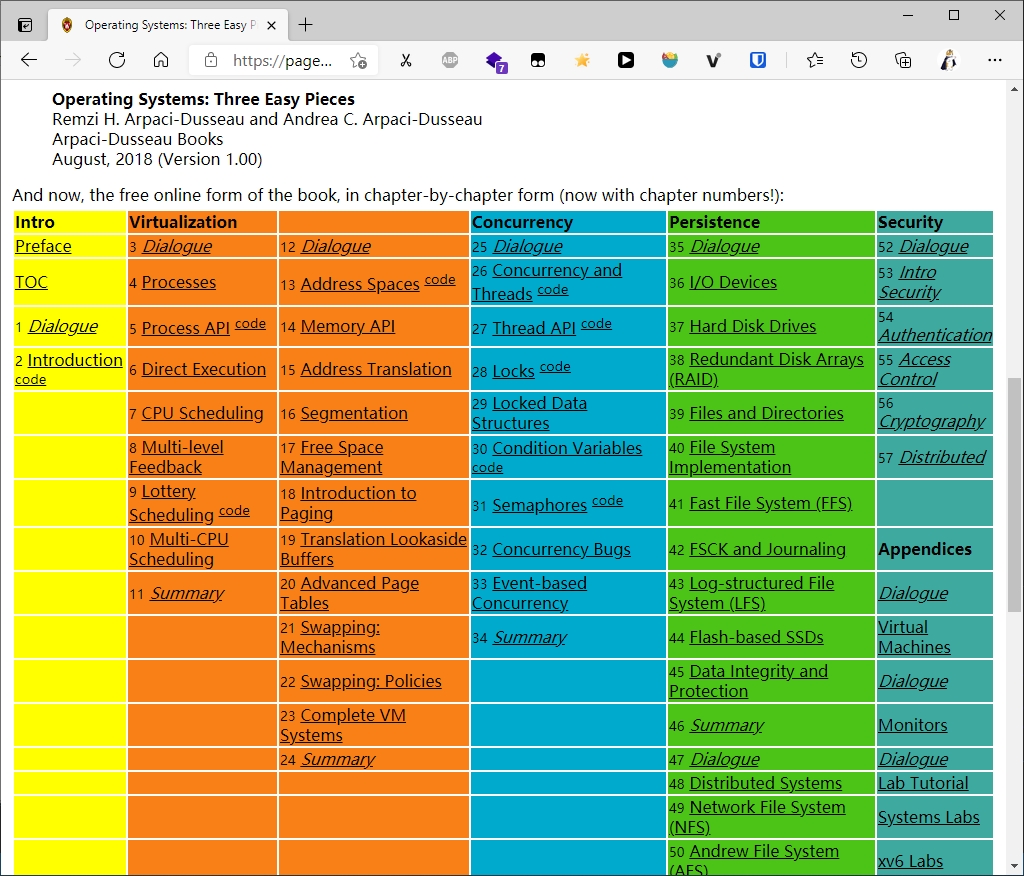 Operating Systems: Three Easy P
https://page...
ABP
7
Operating Systems: Three Easy Pieces
Remzi H. Arpaci-Dusseau and Andrea C. Arpaci-Dusseau
Arpaci-Dusseau Books
August, 2018 (Version 1.00)
And now, the free online form of the book, in chapter-by-chapter form (now with chapter numbers!):
Intro Virtualization Concurrency Persistence Security
Preface 3 Dialogue 12 Dialogue 25 Dialogue 35 Dialogue 52 Dialogue
TOC 4 Processes 13 Address Spaces code 26 Concurrency and Threads code 36 I/O Devices 53 Intro Security
1 Dialogue 5 Process API code 14 Memory API 27 Thread API code 37 Hard Disk Drives 54 Authentication
2 Introduction code 6 Direct Execution 15 Address Translation 28 Locks code 38 Redundant Disk Arrays (RAID) 55 Access Control
7 CPU Scheduling 16 Segmentation 29 Locked Data Structures 39 Files and Directories 56 Cryptography
8 Multi-level Feedback 17 Free Space Management 30 Condition Variables code 40 File System Implementation 57 Distributed
9 Lottery Scheduling code 18 Introduction to Paging 31 Semaphores code 41 Fast File System (FFS)
10 Multi-CPU Scheduling 19 Translation Lookaside Buffers 32 Concurrency Bugs 42 FSCK and Journaling Appendices
11 Summary 20 Advanced Page Tables 33 Event-based Concurrency 43 Log-structured File System (LFS) Dialogue
21 Swapping: Mechanisms 34 Summary 44 Flash-based SSDs Virtual Machines
22 Swapping: Policies 45 Data Integrity and Protection Dialogue
23 Complete VM Systems 46 Summary Monitors
24 Summary 47 Dialogue Dialogue
48 Distributed Systems Lab Tutorial
49 Network File System (NFS) Systems Labs
50 Andrew File System (AFS) xv6 Labs